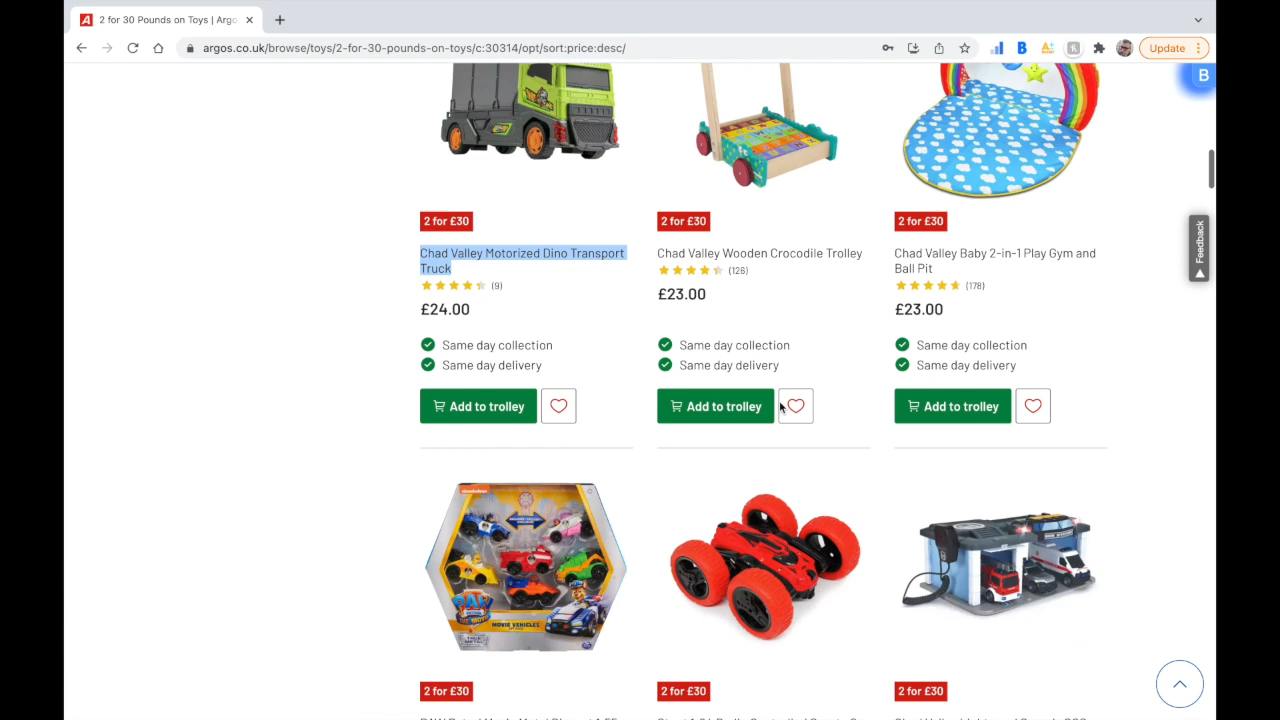 2 for 30 Pounds on Toys | Argo
argos.co.uk/browse/toys/2-for-30-pounds-on-toys/c:30314/opt/sort:price:desc/
Update
B
2 for £30
2 for £30
2 for £30
Chad Valley Motorized Dino Transport
Truck
(9)
£24.00
Chad Valley Wooden Crocodile Trolley
(126)
£23.00
Chad Valley Baby 2-in-1 Play Gym and
Ball Pit
(178)
£23.00
Same day collection
Same day delivery
Same day collection
Same day delivery
Same day collection
Same day delivery
Add to trolley
Add to trolley
Add to trolley
Feedback
nickelodeon
PAW
MOVIE VEHICLES
2 for £30
2 for £30
2 for £30